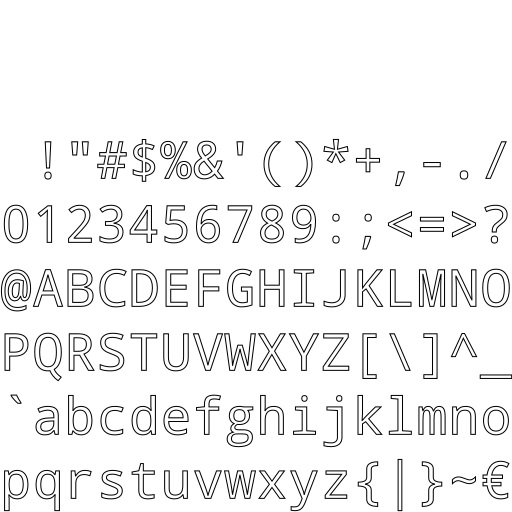 !"#$%&'()*+,-./
0123456789:;<=>?
@ABCDEFGHIJKLMNO
PQRSTUVWXYZ[\]^_
`abcdefghijklmno
pqrstuvwxyz{|}~€